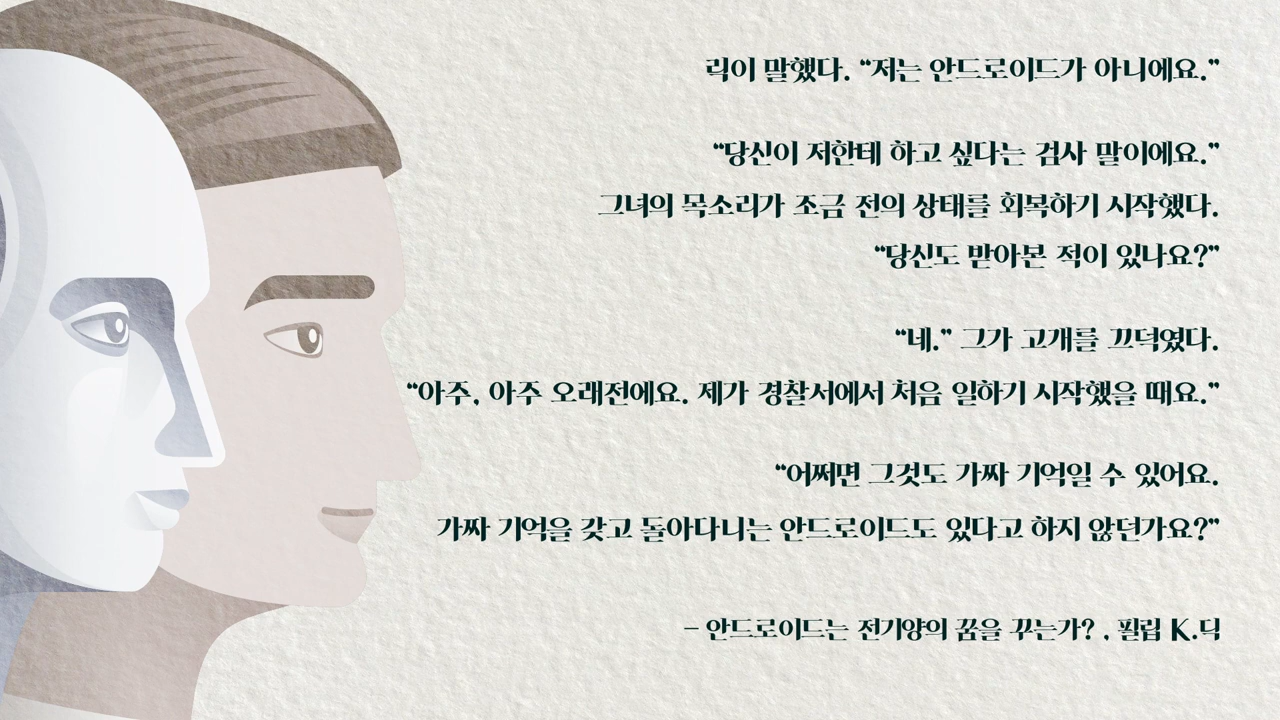 릭이 말했다. “저는 안드로이드가 아니에요.”
“당신이 저한테 하고 싶다는 검사 말이에요.”
그녀의 목소리가 조금 전의 상태를 회복하기 시작했다.
“당신도 받아본 적이 있나요?”
“네.” 그가 고개를 끄덕였다.
“아주, 아주 오래전에요. 제가 경찰서에서 처음 일하기 시작했을 때요.”
“어쩌면 그것도 가짜 기억일 수 있어요.
가짜 기억을 갖고 돌아다니는 안드로이드도 있다고 하지 않던가요?”
– 안드로이드는 전기양의 꿈을 꾸는가? , 필립 K.딕